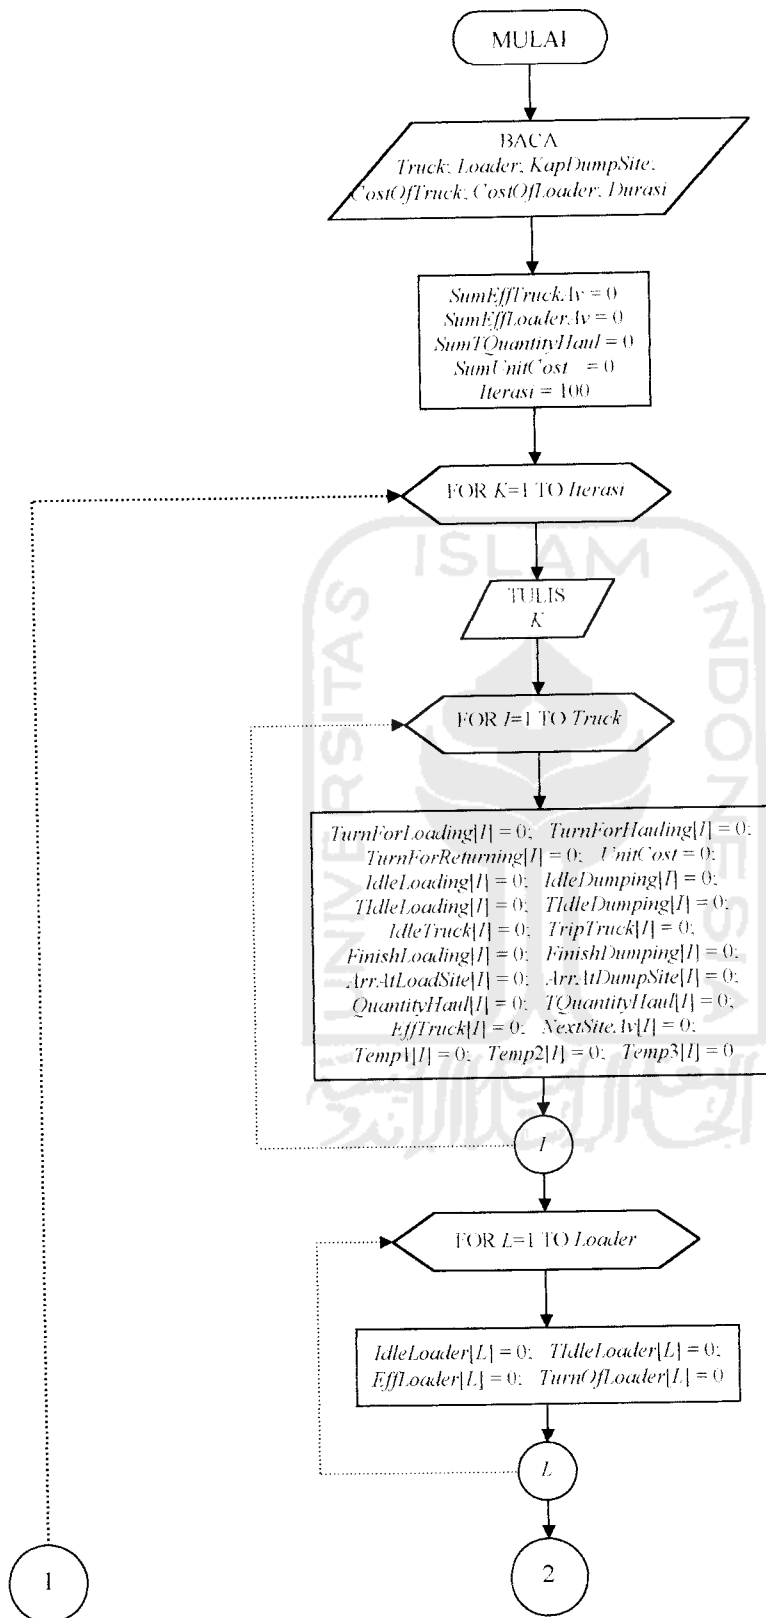 MULAI
BACA
Truck; Loader; KapDumpSite;
CostOfTruck; CostOfLoader; Durasi
SumEffTruckAv = 0
SumEffLoaderAv = 0
SumTQuantityHaul = 0
SumUnitCost = 0
Iterasi = 100
FOR K=1 TO Iterasi
TULIS
K
FOR I=1 TO Truck
TurnForLoading[I] = 0; TurnForHauling[I] = 0;
TurnForReturning[I] = 0; UnitCost = 0;
IdleLoading[I] = 0; IdleDumping[I] = 0;
TIdleLoading[I] = 0; TIdleDumping[I] = 0;
IdleTruck[I] = 0; TripTruck[I] = 0;
FinishLoading[I] = 0; FinishDumping[I] = 0;
ArrAtLoadSite[I] = 0; ArrAtDumpSite[I] = 0;
QuantityHaul[I] = 0; TQuantityHaul[I] = 0;
EffTruck[I] = 0; NextSiteAv[I] = 0;
Temp1[I] = 0; Temp2[I] = 0; Temp3[I] = 0
I
FOR L=1 TO Loader
IdleLoader[L] = 0; TIdleLoader[L] = 0;
EffLoader[L] = 0; TurnOfLoader[L] = 0
L
1
2
UNIVERSITAS
ISLAM
INDONESIA